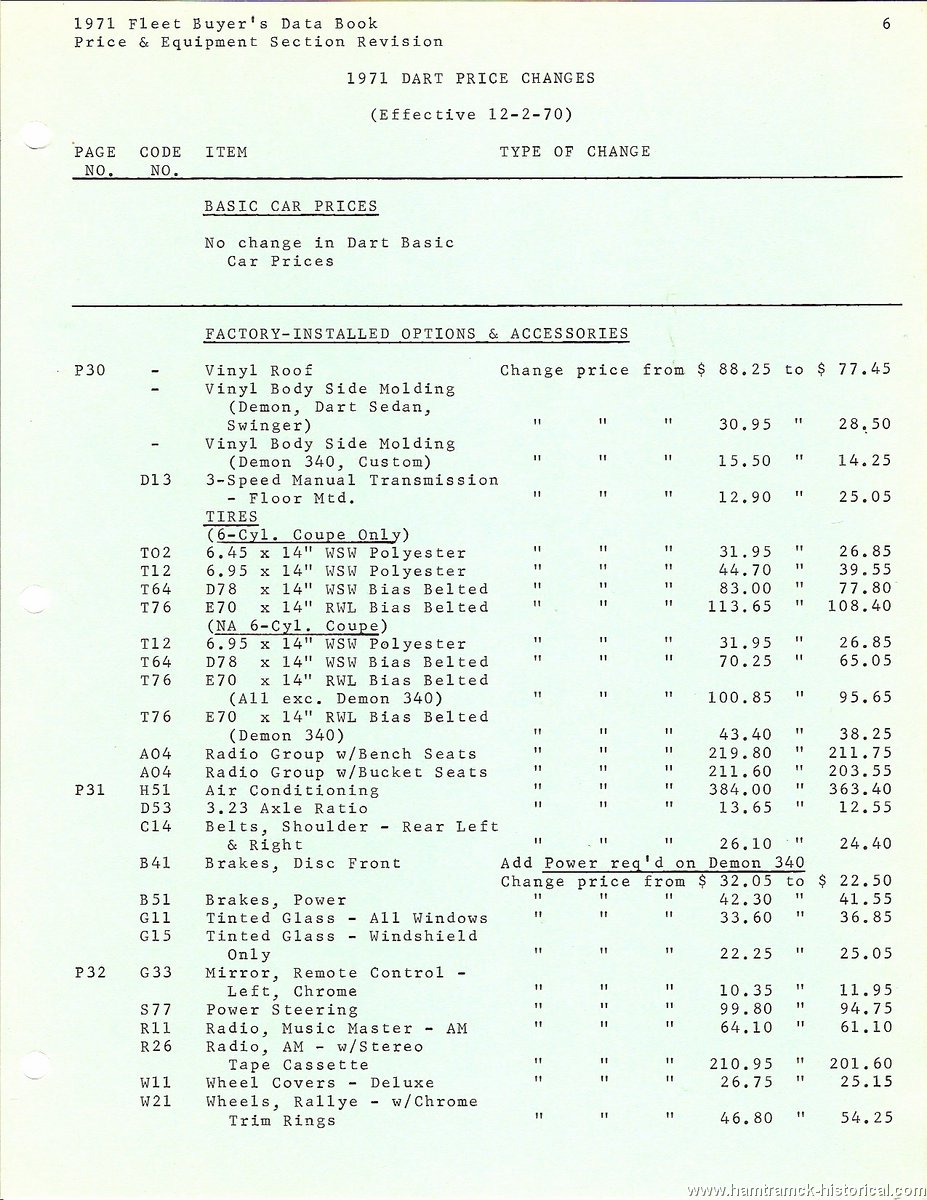 1971 Fleet Buyer's Data Book 6
Price & Equipment Section Revision
1971 DART PRICE CHANGES
(Effective 12-2-70)
PAGE CODE ITEM TYPE OF CHANGE
NO. NO.
BASIC CAR PRICES
No change in Dart Basic
Car Prices
FACTORY-INSTALLED OPTIONS & ACCESSORIES
P30 - Vinyl Roof Change price from $ 88.25 to $ 77.45
- Vinyl Body Side Molding
(Demon, Dart Sedan,
Swinger) " " " 30.95 " 28.50
- Vinyl Body Side Molding
(Demon 340, Custom) " " " 15.50 " 14.25
D13 3-Speed Manual Transmission
- Floor Mtd. " " " 12.90 " 25.05
TIRES
(6-Cyl. Coupe Only)
T02 6.45 x 14" WSW Polyester " " " 31.95 " 26.85
T12 6.95 x 14" WSW Polyester " " " 44.70 " 39.55
T64 D78 x 14" WSW Bias Belted " " " 83.00 " 77.80
T76 E70 x 14" RWL Bias Belted " " " 113.65 " 108.40
(NA 6-Cyl. Coupe)
T12 6.95 x 14" WSW Polyester " " " 31.95 " 26.85
T64 D78 x 14" WSW Bias Belted " " " 70.25 " 65.05
T76 E70 x 14" RWL Bias Belted
(All exc. Demon 340) " " " 100.85 " 95.65
T76 E70 x 14" RWL Bias Belted
(Demon 340) " " " 43.40 " 38.25
A04 Radio Group w/Bench Seats " " " 219.80 " 211.75
A04 Radio Group w/Bucket Seats " " " 211.60 " 203.55
P31 H51 Air Conditioning " " " 384.00 " 363.40
D53 3.23 Axle Ratio " " " 13.65 " 12.55
C14 Belts, Shoulder - Rear Left
& Right " " " 26.10 " 24.40
B41 Brakes, Disc Front Add Power req'd on Demon 340
Change price from $ 32.05 to $ 22.50
B51 Brakes, Power " " " 42.30 " 41.55
G11 Tinted Glass - All Windows " " " 33.60 " 36.85
G15 Tinted Glass - Windshield
Only " " " 22.25 " 25.05
P32 G33 Mirror, Remote Control -
Left, Chrome " " " 10.35 " 11.95
S77 Power Steering " " " 99.80 " 94.75
R11 Radio, Music Master - AM " " " 64.10 " 61.10
R26 Radio, AM - w/Stereo
Tape Cassette " " " 210.95 " 201.60
W11 Wheel Covers - Deluxe " " " 26.75 " 25.15
W21 Wheels, Rallye - w/Chrome
Trim Rings " " " 46.80 " 54.25
www.hamtramck-historical.com